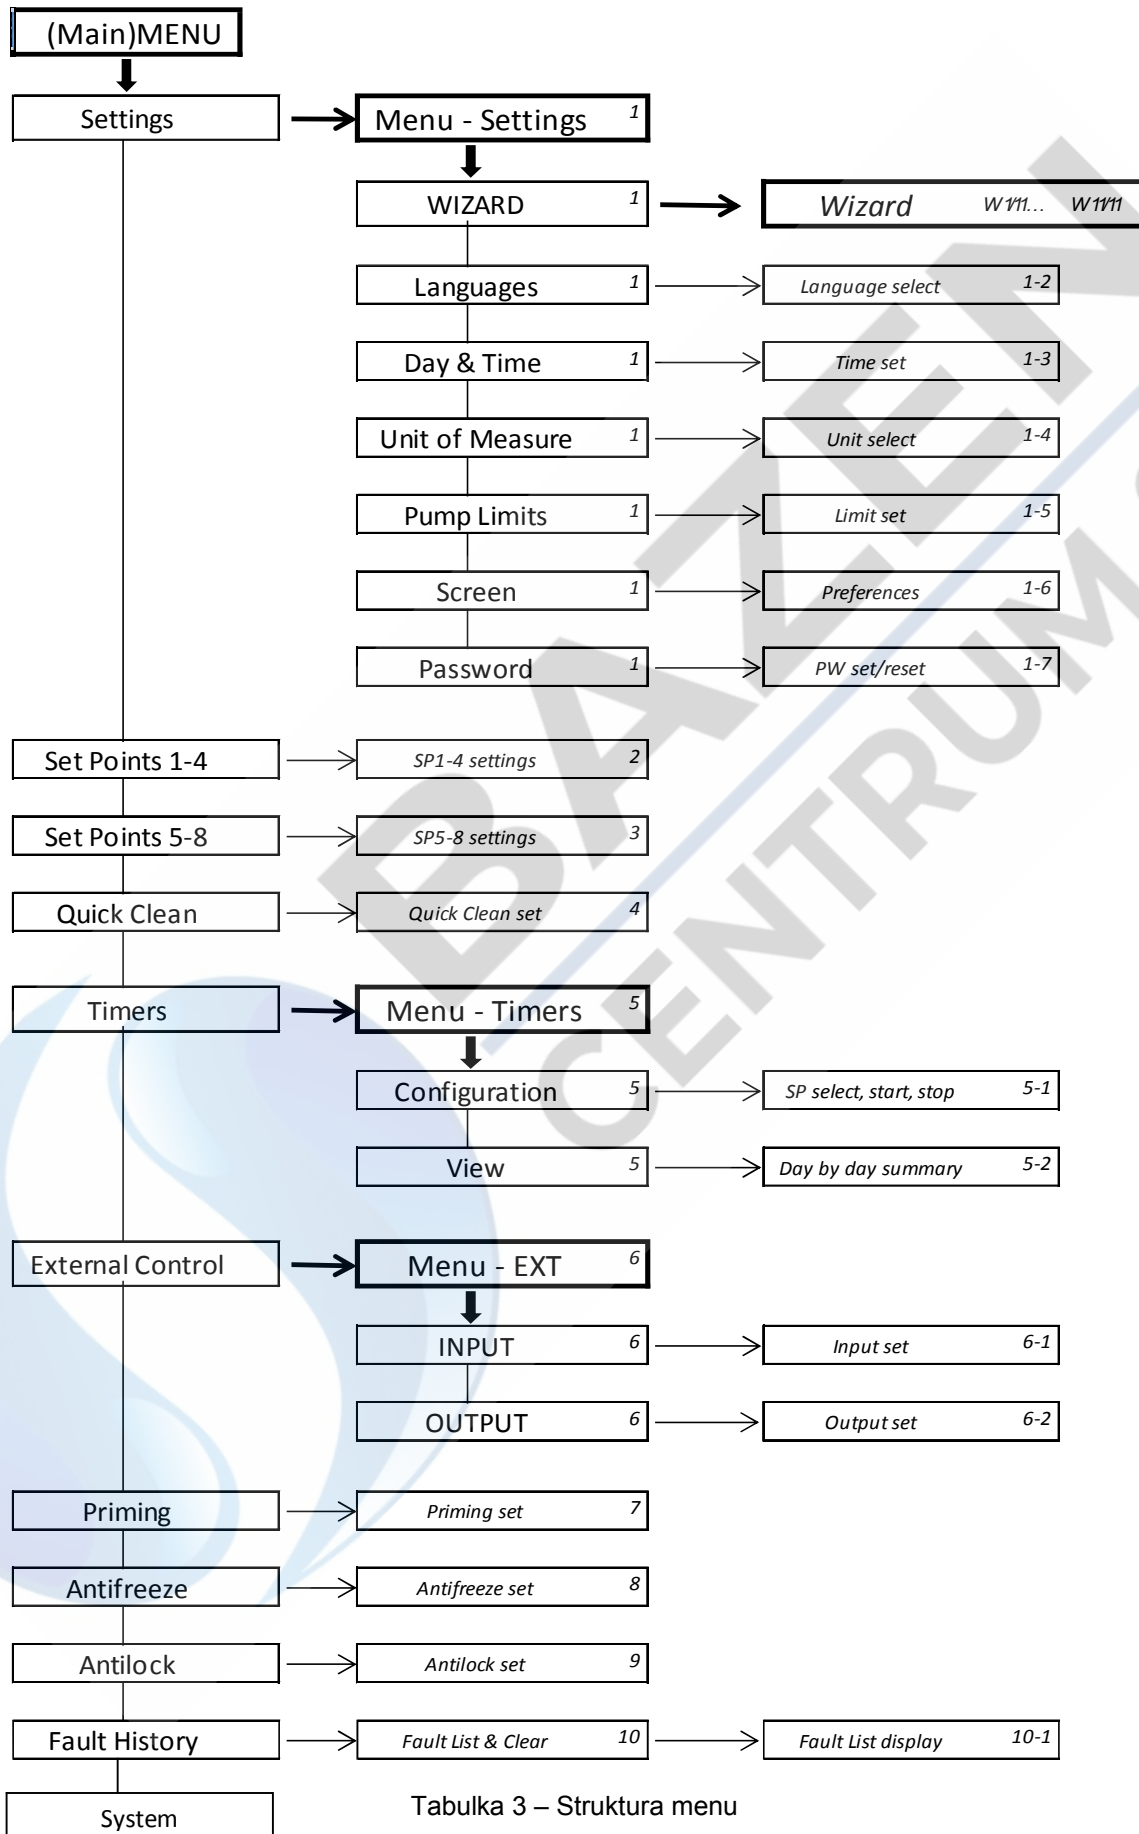 (Main)MENU
Settings
Menu - Settings 1
WIZARD 1
Wizard W1/11... W11/11
Languages 1
Language select 1-2
Day & Time 1
Time set 1-3
Unit of Measure 1
Unit select 1-4
Pump Limits 1
Limit set 1-5
Screen 1
Preferences 1-6
Password 1
PW set/reset 1-7
Set Points 1-4
SP1-4 settings 2
Set Points 5-8
SP5-8 settings 3
Quick Clean
Quick Clean set 4
Timers
Menu - Timers 5
Configuration 5
SP select, start, stop 5-1
View 5
Day by day summary 5-2
External Control
Menu - EXT 6
INPUT 6
Input set 6-1
OUTPUT 6
Output set 6-2
Priming
Priming set 7
Antifreeze
Antifreeze set 8
Antilock
Antilock set 9
Fault History
Fault List & Clear 10
Fault List display 10-1
System
Tabulka 3 – Struktura menu
BAZEN
CENTRUM